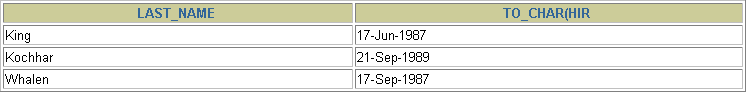 LAST_NAME TO_CHAR(HIR
King 17-Jun-1987
Kochhar 21-Sep-1989
Whalen 17-Sep-1987